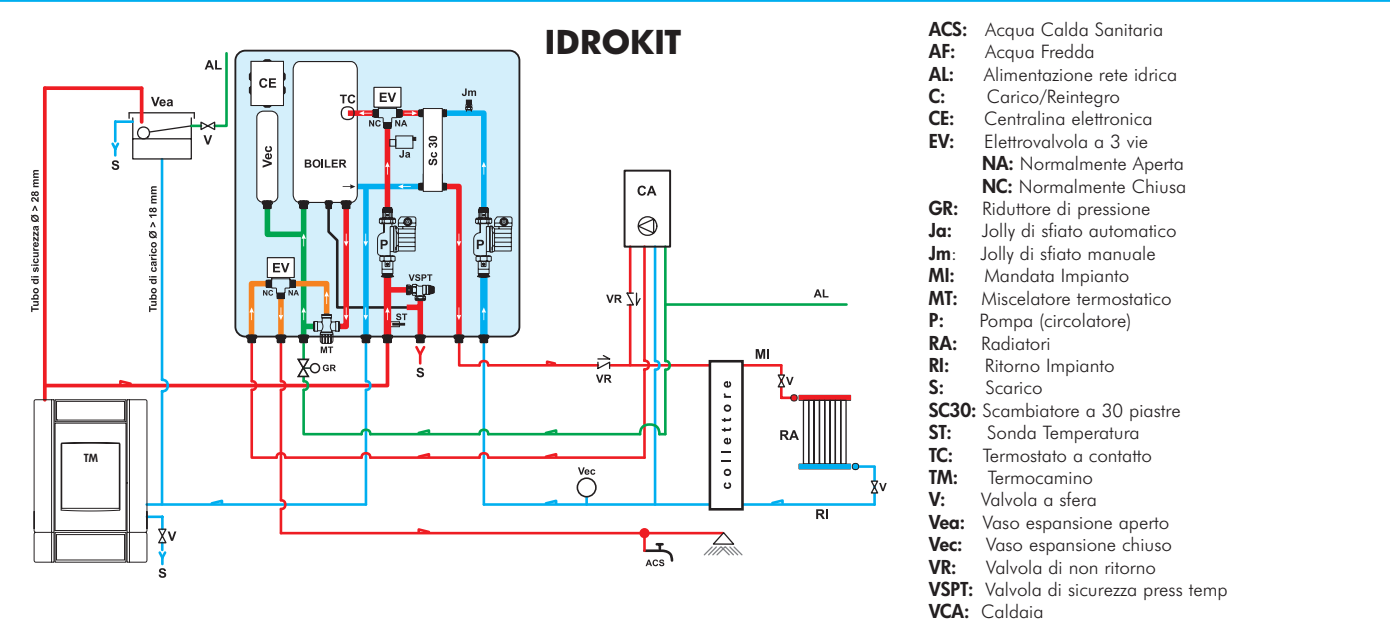 IDROKIT
AL
CE
Vec
BOILER
TC
EV
NC
NA
Ja
Jm
Sc 30
Vea
V
S
Tubo di sicurezza Ø > 28 mm
Tubo di carico Ø > 18 mm
P
P
EV
NC
NA
MT
VSPT
ST
S
GR
CA
VR
AL
VR
MI
V
collettore
RA
V
Vec
RI
TM
V
S
ACS
ACS: Acqua Calda Sanitaria
AF: Acqua Fredda
AL: Alimentazione rete idrica
C: Carico/Reintegro
CE: Centralina elettronica
EV: Elettrovalvola a 3 vie
NA: Normalmente Aperta
NC: Normalmente Chiusa
GR: Riduttore di pressione
Ja: Jolly di sfiato automatico
Jm: Jolly di sfiato manuale
MI: Mandata Impianto
MT: Miscelatore termostatico
P: Pompa (circolatore)
RA: Radiatori
RI: Ritorno Impianto
S: Scarico
SC30: Scambiatore a 30 piastre
ST: Sonda Temperatura
TC: Termostato a contatto
TM: Termocamino
V: Valvola a sfera
Vea: Vaso espansione aperto
Vec: Vaso espansione chiuso
VR: Valvola di non ritorno
VSPT: Valvola di sicurezza press temp
VCA: Caldaia